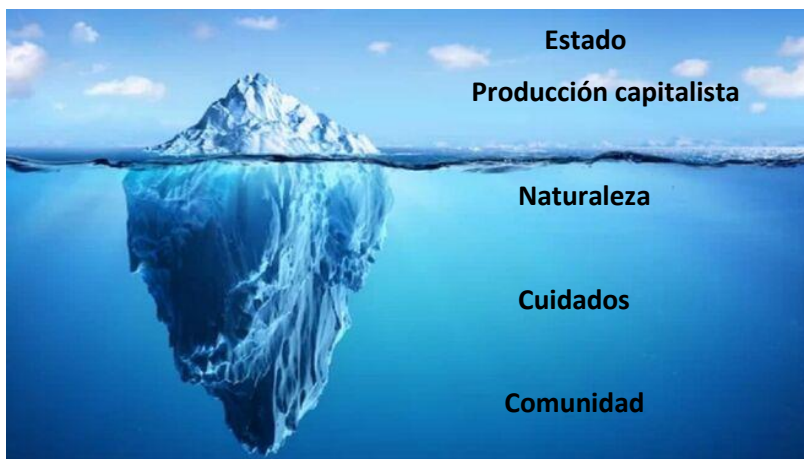 Estado
Producción capitalista
Naturaleza
Cuidados
Comunidad